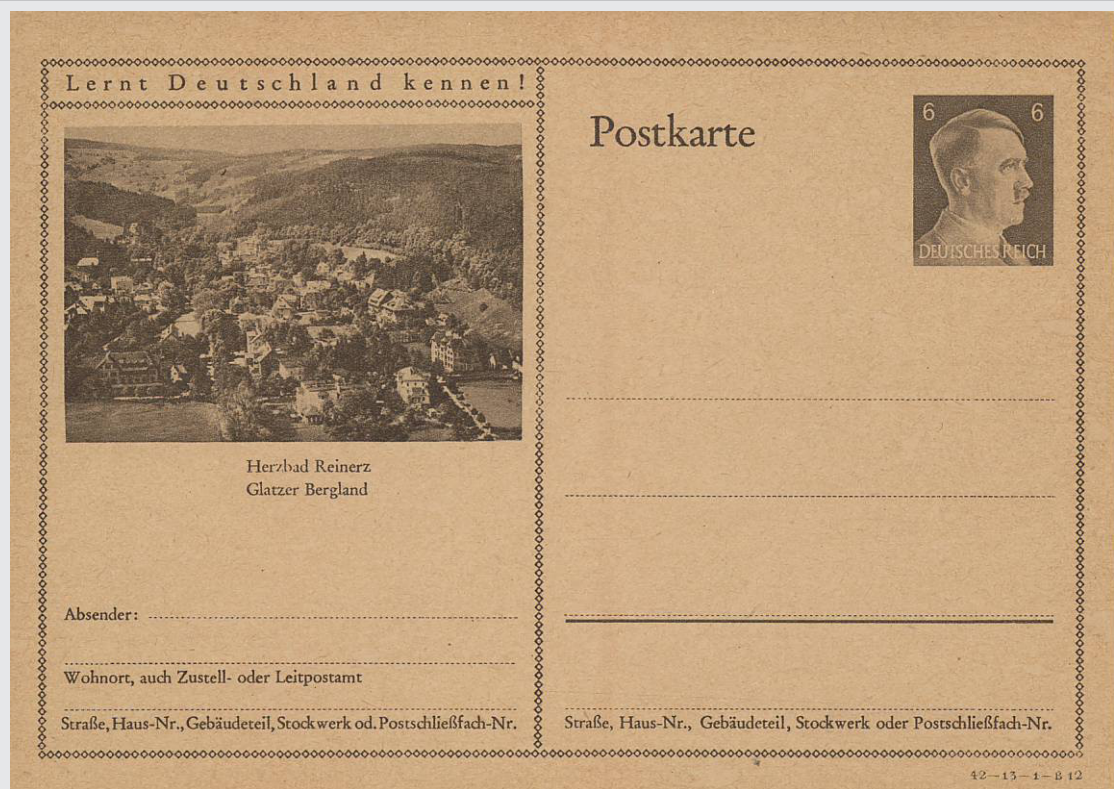 Lernt Deutschland kennen!
Postkarte
6 6
DEUTSCHES REICH
Herzbad Reinerz
Glatzer Bergland
Absender:
Wohnort, auch Zustell- oder Leitpostamt
Straße, Haus-Nr., Gebäudeteil, Stockwerk od. Postschließfach-Nr.
Straße, Haus-Nr., Gebäudeteil, Stockwerk oder Postschließfach-Nr.
42—13—1—B 12